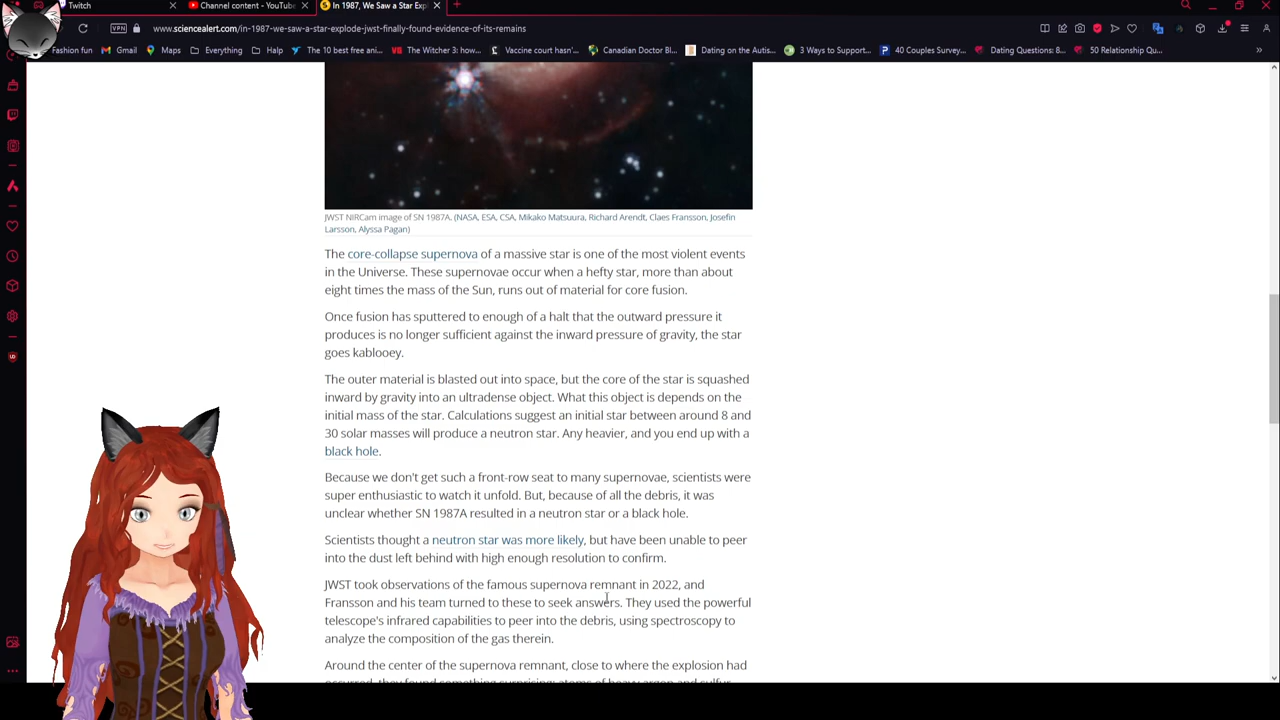 Twitch
Channel content - YouTube
In 1987, We Saw a Star Exp
VPN
www.sciencealert.com/in-1987-we-saw-a-star-explode-jwst-finally-found-evidence-of-its-remains
Fashion fun
Gmail
Maps
Everything
Halp
The 10 best free ani...
The Witcher 3: how...
Vaccine court hasn'...
Canadian Doctor Bl...
Dating on the Autis...
3 Ways to Support...
40 Couples Survey...
Dating Questions: 8...
50 Relationship Qu...
JWST NIRCam image of SN 1987A. (NASA, ESA, CSA, Mikako Matsuura, Richard Arendt, Claes Fransson, Josefin
Larsson, Alyssa Pagan)
The core-collapse supernova of a massive star is one of the most violent events
in the Universe. These supernovae occur when a hefty star, more than about
eight times the mass of the Sun, runs out of material for core fusion.
Once fusion has sputtered to enough of a halt that the outward pressure it
produces is no longer sufficient against the inward pressure of gravity, the star
goes kablooey.
The outer material is blasted out into space, but the core of the star is squashed
inward by gravity into an ultradense object. What this object is depends on the
initial mass of the star. Calculations suggest an initial star between around 8 and
30 solar masses will produce a neutron star. Any heavier, and you end up with a
black hole.
Because we don't get such a front-row seat to many supernovae, scientists were
super enthusiastic to watch it unfold. But, because of all the debris, it was
unclear whether SN 1987A resulted in a neutron star or a black hole.
Scientists thought a neutron star was more likely, but have been unable to peer
into the dust left behind with high enough resolution to confirm.
JWST took observations of the famous supernova remnant in 2022, and
Fransson and his team turned to these to seek answers. They used the powerful
telescope's infrared capabilities to peer into the debris, using spectroscopy to
analyze the composition of the gas therein.
Around the center of the supernova remnant, close to where the explosion had
occurred, they found something surprising: atoms of heavy argon and sulfur